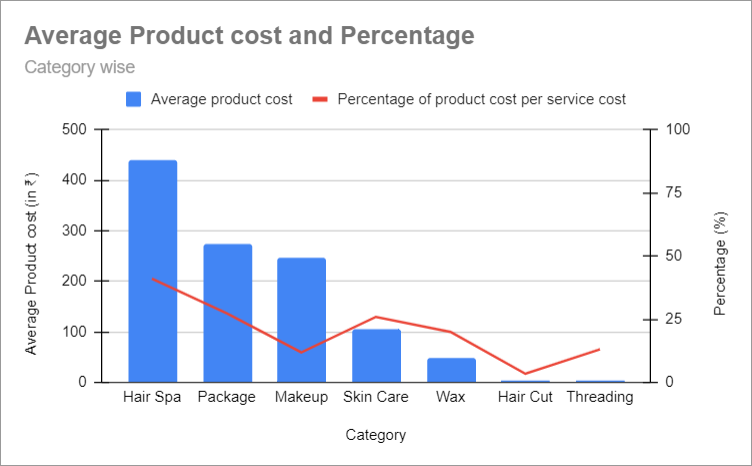 Average Product cost and Percentage
Category wise
Average product cost
Percentage of product cost per service cost
Average Product cost (in ₹)
500
400
300
200
100
0
100
75
50
25
0
Percentage (%)
Hair Spa
Package
Makeup
Skin Care
Wax
Hair Cut
Threading
Category